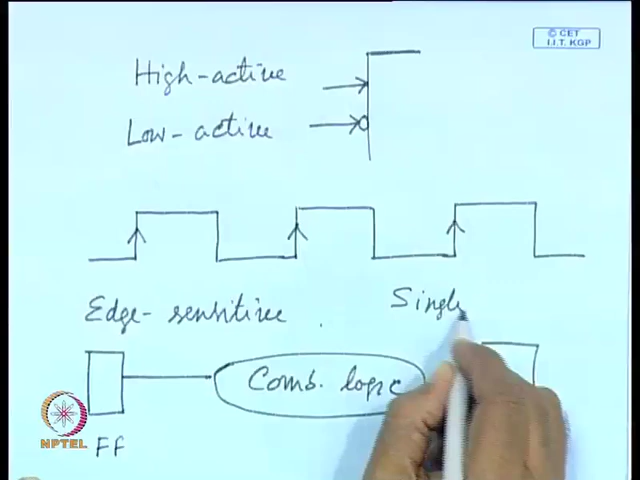 © CET
I.I.T. KGP
High-active
Low-active
Edge-sensitive
Single
Comb. logic
FF
NPTEL